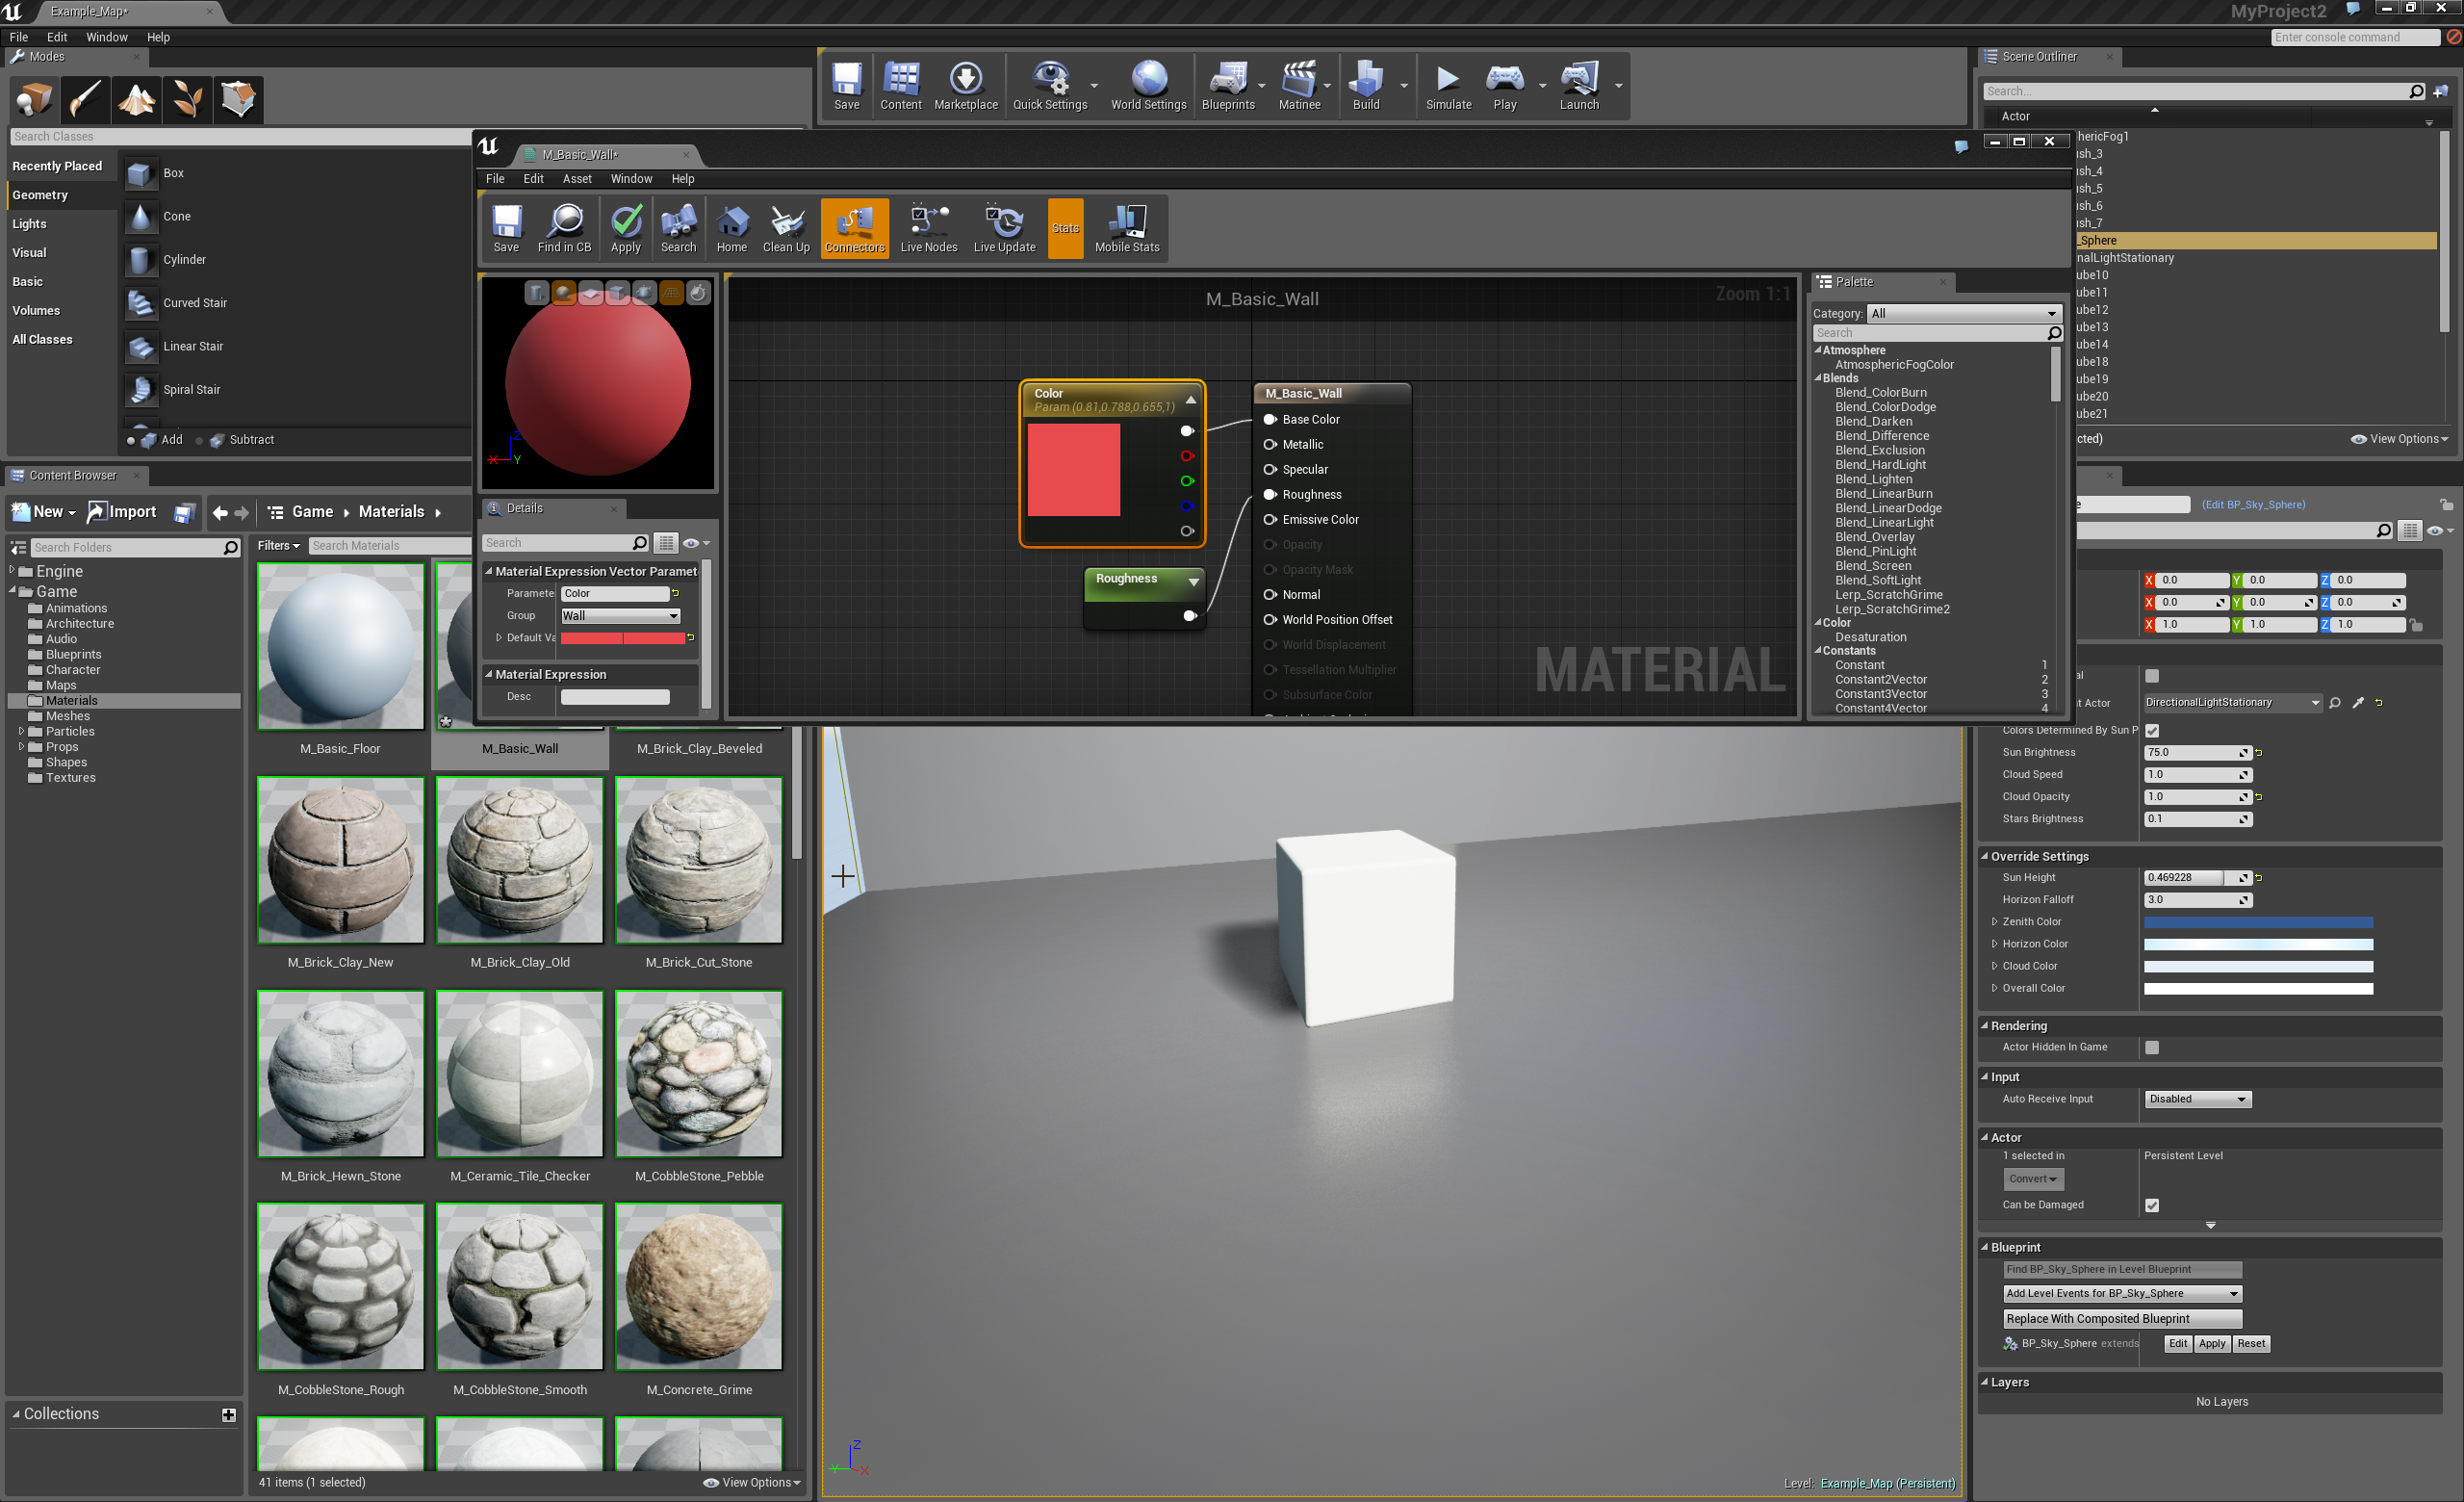 Example_Map*
MyProject2
File Edit Window Help
Enter console command
Modes
Search Classes
Recently Placed
Geometry
Lights
Visual
Basic
Volumes
All Classes
Box
Cone
Cylinder
Curved Stair
Linear Stair
Spiral Stair
Add Subtract
Save Content Marketplace Quick Settings World Settings Blueprints Matinee Build Simulate Play Launch
Scene Outliner
Search...
Actor
hericFog1
ush_3
ush_4
ush_5
ush_6
ush_7
_Sphere
nalLightStationary
ube10
ube11
ube12
ube13
ube14
ube18
ube19
ube20
ube21
cted)
View Options
M_Basic_Wall*
File Edit Asset Window Help
Save Find in CB Apply Search Home Clean Up Connectors Live Nodes Live Update Stats Mobile Stats
M_Basic_Wall
Zoom 1:1
Color
Param (0.81,0.788,0.655,1)
Roughness
M_Basic_Wall
Base Color
Metallic
Specular
Roughness
Emissive Color
Opacity
Opacity Mask
Normal
World Position Offset
World Displacement
Tessellation Multiplier
Subsurface Color
MATERIAL
X Y Z
Details
Search
Material Expression Vector Paramet
Paramete Color
Group Wall
Default Va
Material Expression
Desc
Palette
Category: All
Search
Atmosphere
AtmosphericFogColor
Blends
Blend_ColorBurn
Blend_ColorDodge
Blend_Darken
Blend_Difference
Blend_Exclusion
Blend_HardLight
Blend_Lighten
Blend_LinearBurn
Blend_LinearDodge
Blend_LinearLight
Blend_Overlay
Blend_PinLight
Blend_Screen
Blend_SoftLight
Lerp_ScratchGrime
Lerp_ScratchGrime2
Color
Desaturation
Constants
Constant 1
Constant2Vector 2
Constant3Vector 3
Constant4Vector 4
Content Browser
New Import Game Materials
Search Folders
Filters Search Materials
Engine
Game
Animations
Architecture
Audio
Blueprints
Character
Maps
Materials
Meshes
Particles
Props
Shapes
Textures
Collections
M_Basic_Floor M_Basic_Wall M_Brick_Clay_Beveled
M_Brick_Clay_New M_Brick_Clay_Old M_Brick_Cut_Stone
M_Brick_Hewn_Stone M_Ceramic_Tile_Checker M_CobbleStone_Pebble
M_CobbleStone_Rough M_CobbleStone_Smooth M_Concrete_Grime
41 items (1 selected)
View Options
Z Y X
Level: Example_Map (Persistent)
e (Edit BP_Sky_Sphere)
X 0.0 Y 0.0 Z 0.0
X 0.0 Y 0.0 Z 0.0
X 1.0 Y 1.0 Z 1.0
al
nt Actor DirectionalLightStationary
Colors Determined By Sun P
Sun Brightness 75.0
Cloud Speed 1.0
Cloud Opacity 1.0
Stars Brightness 0.1
Override Settings
Sun Height 0.469228
Horizon Falloff 3.0
Zenith Color
Horizon Color
Cloud Color
Overall Color
Rendering
Actor Hidden In Game
Input
Auto Receive Input Disabled
Actor
1 selected in Persistent Level
Convert
Can be Damaged
Blueprint
Find BP_Sky_Sphere in Level Blueprint
Add Level Events for BP_Sky_Sphere
Replace With Composited Blueprint
BP_Sky_Sphere extends Edit Apply Reset
Layers
No Layers